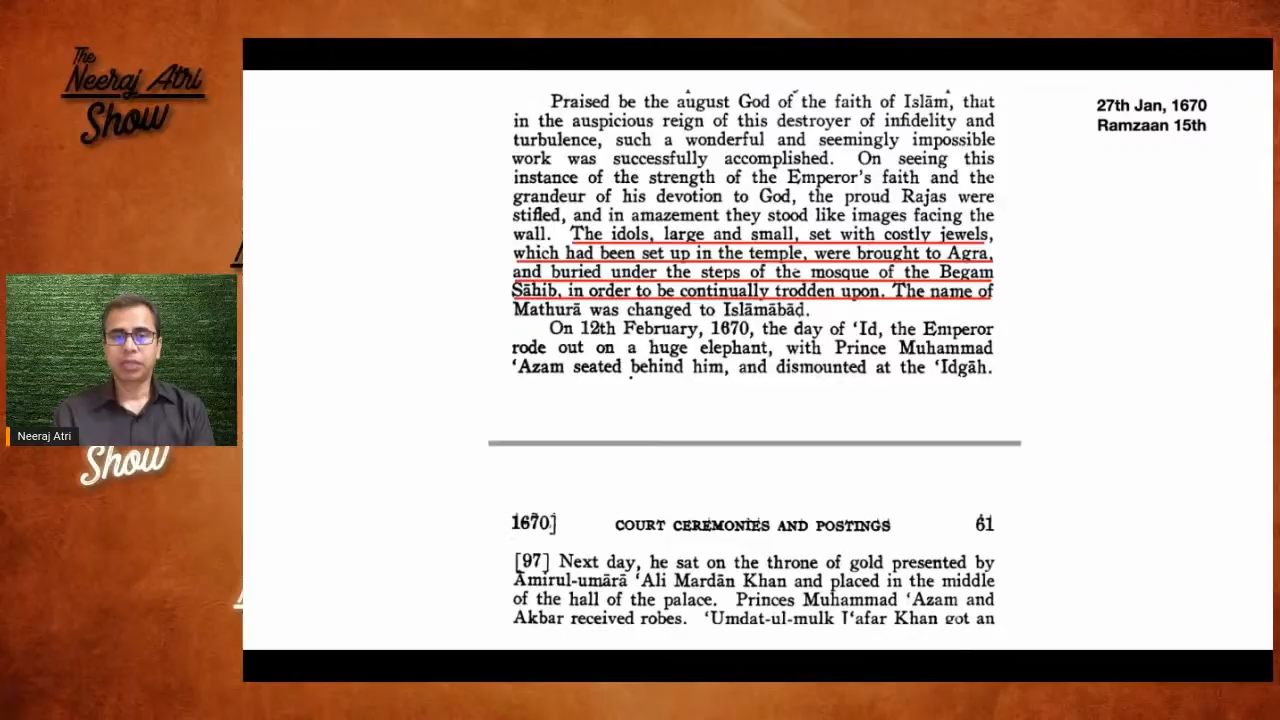 The
Neeraj Atri
Show
Praised be the august God of the faith of Islām, that
in the auspicious reign of this destroyer of infidelity and
turbulence, such a wonderful and seemingly impossible
work was successfully accomplished. On seeing this
instance of the strength of the Emperor's faith and the
grandeur of his devotion to God, the proud Rajas were
stifled, and in amazement they stood like images facing the
wall. The idols, large and small, set with costly jewels,
which had been set up in the temple, were brought to Agra,
and buried under the steps of the mosque of the Begam
Sāhib, in order to be continually trodden upon. The name of
Mathurā was changed to Islāmābād.
On 12th February, 1670, the day of 'Id, the Emperor
rode out on a huge elephant, with Prince Muhammad
'Azam seated behind him, and dismounted at the 'Idgāh.
27th Jan, 1670
Ramzaan 15th
Neeraj Atri
Show
1670] COURT CEREMONIES AND POSTINGS 61
[97] Next day, he sat on the throne of gold presented by
Amirul-umārā 'Ali Mardān Khan and placed in the middle
of the hall of the palace. Princes Muhammad 'Azam and
Akbar received robes. 'Umdat-ul-mulk J'afar Khan got an